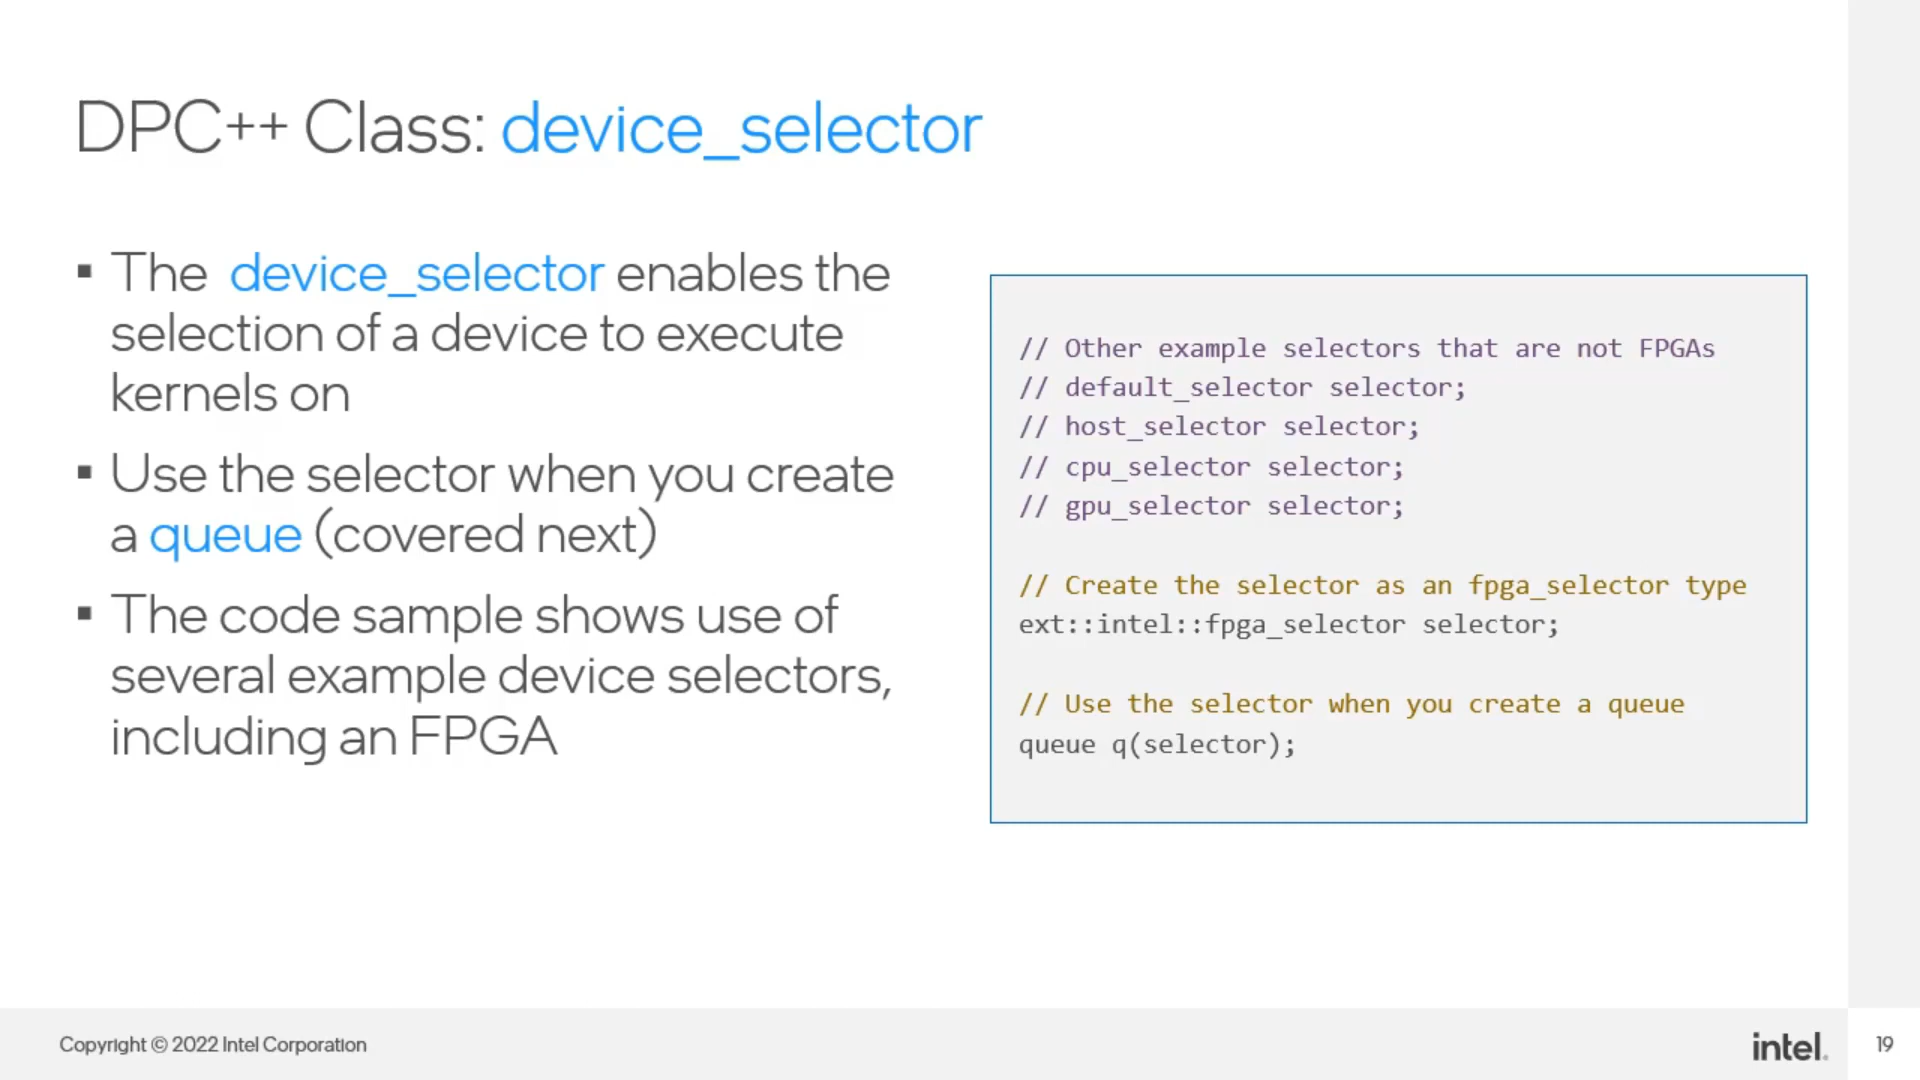 DPC++ Class: device_selector
▪ The device_selector enables the
selection of a device to execute
kernels on
▪ Use the selector when you create
a queue (covered next)
▪ The code sample shows use of
several example device selectors,
including an FPGA
// Other example selectors that are not FPGAs
// default_selector selector;
// host_selector selector;
// cpu_selector selector;
// gpu_selector selector;
// Create the selector as an fpga_selector type
ext::intel::fpga_selector selector;
// Use the selector when you create a queue
queue q(selector);
Copyright © 2022 Intel Corporation
intel.
19